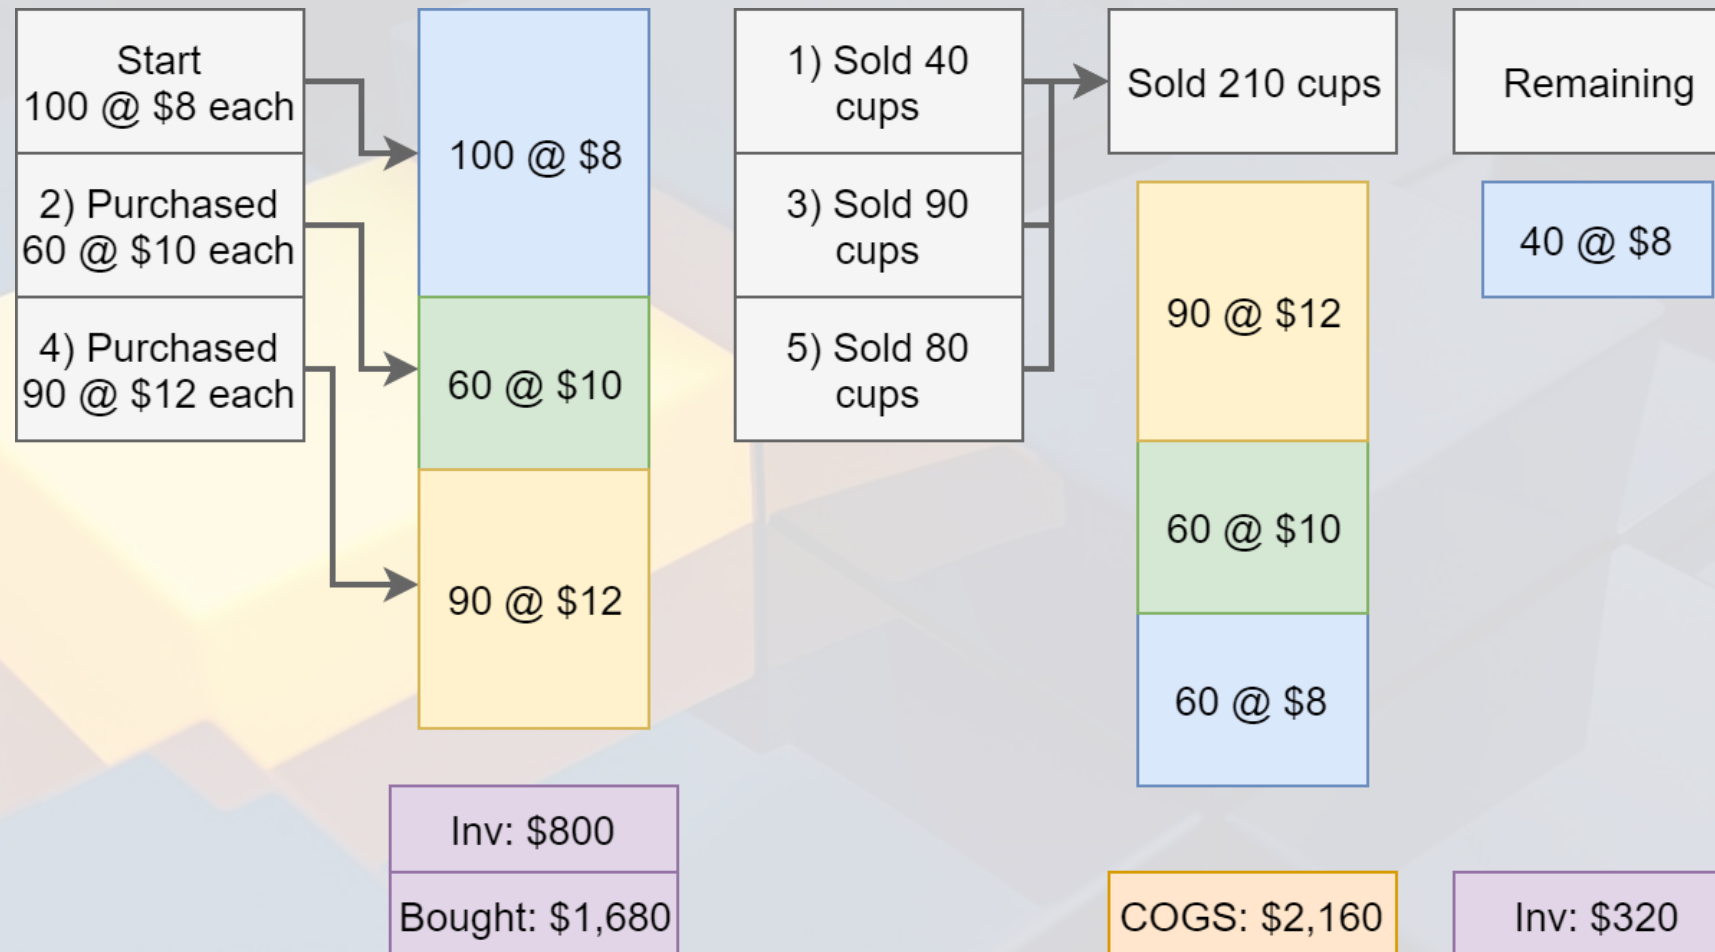 Start
100 @ $8 each
2) Purchased
60 @ $10 each
4) Purchased
90 @ $12 each
100 @ $8
60 @ $10
90 @ $12
Inv: $800
Bought: $1,680
1) Sold 40
cups
3) Sold 90
cups
5) Sold 80
cups
Sold 210 cups
90 @ $12
60 @ $10
60 @ $8
COGS: $2,160
Remaining
40 @ $8
Inv: $320